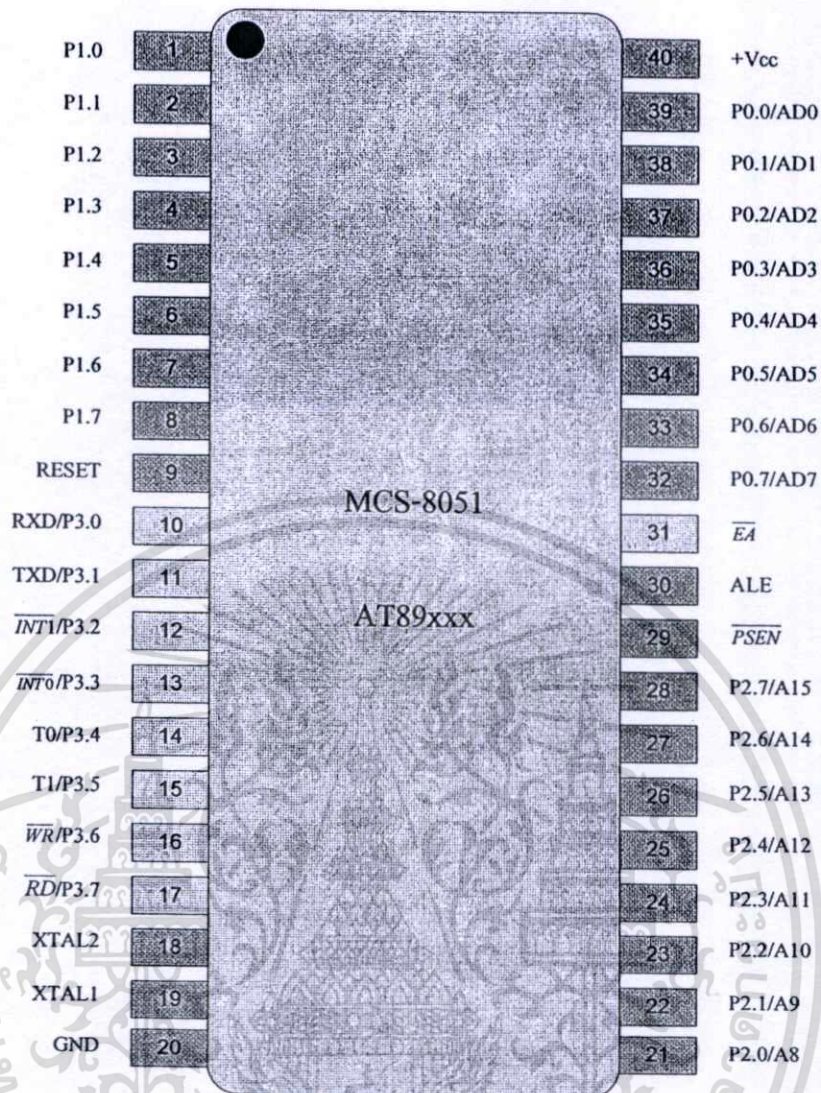 P1.0 1 40 +Vcc
P1.1 2 39 P0.0/AD0
P1.2 3 38 P0.1/AD1
P1.3 4 37 P0.2/AD2
P1.4 5 36 P0.3/AD3
P1.5 6 35 P0.4/AD4
P1.6 7 34 P0.5/AD5
P1.7 8 33 P0.6/AD6
RESET 9 32 P0.7/AD7
MCS-8051
RXD/P3.0 10 31 E̅A̅
TXD/P3.1 11 30 ALE
AT89xxx
I̅N̅T̅1̅/P3.2 12 29 P̅S̅E̅N̅
I̅N̅T̅0̅/P3.3 13 28 P2.7/A15
T0/P3.4 14 27 P2.6/A14
T1/P3.5 15 26 P2.5/A13
W̅R̅/P3.6 16 25 P2.4/A12
R̅D̅/P3.7 17 24 P2.3/A11
XTAL2 18 23 P2.2/A10
XTAL1 19 22 P2.1/A9
GND 20 21 P2.0/A8